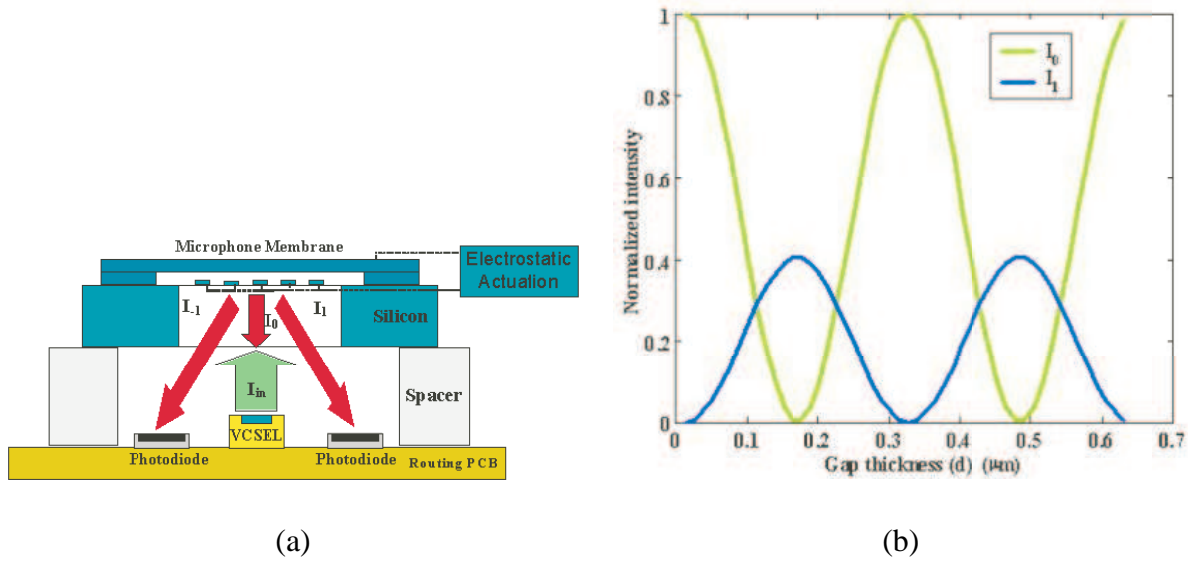 Microphone Membrane
Electrostatic
Actuation
I-1
I0
I1
Silicon
Iin
Spacer
VCSEL
Photodiode
Photodiode
Routing PCB
(a)
1
0.8
0.6
0.4
0.2
0
Normalized intensity
I0
I1
0
0.1
0.2
0.3
0.4
0.5
0.6
0.7
Gap thickness (d) (μm)
(b)